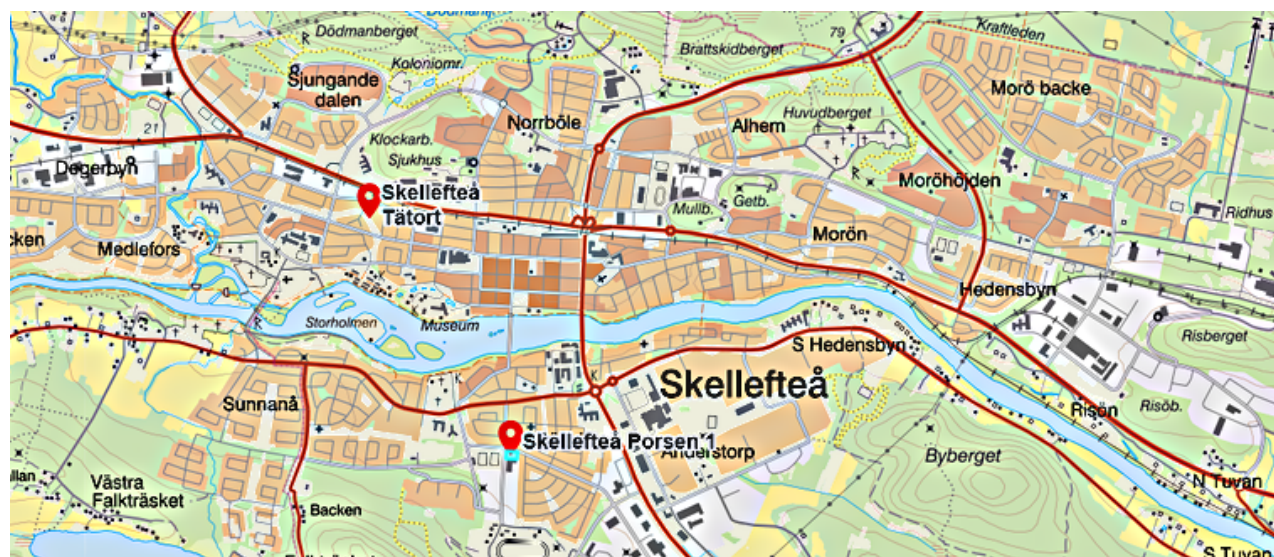 Dödmanberget
Brattskidberget
79
Kraftleden
Koloniomr.
Sjungande
dalen
Morö backe
Norrböle
Alhem
Huvudberget
21
Klockarb.
Sjukhus
Degerbyn
Moröhöjden
Skellefteå
Tätort
Mullb.
Getb.
Ridhus
cken
Medlefors
Morön
Hedensbyn
Storholmen
Museum
K
K
K
Risberget
S Hedensbyn
Skellefteå
Sunnanå
Risön
Risöb.
Skellefteå Porsen 1
Anderstorp
Byberget
llan
Västra
Falkträsket
N Tuvan
Backen
S Tuvan